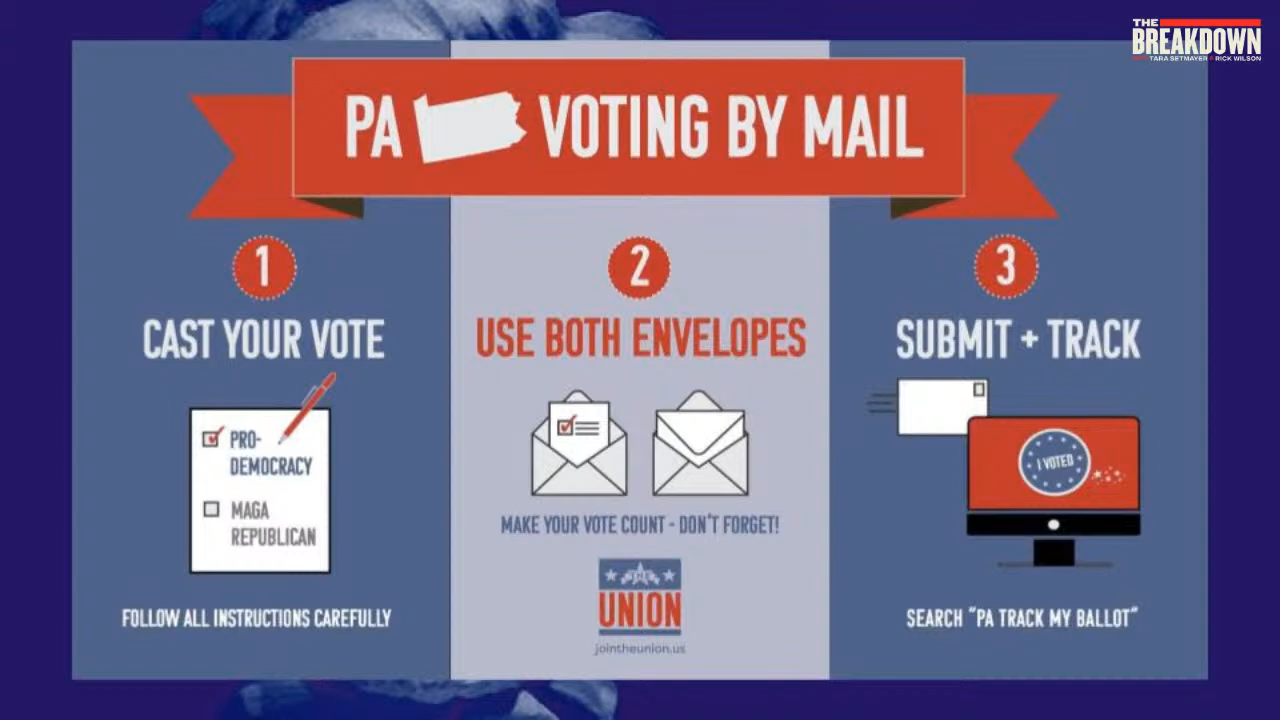 THE
BREAKDOWN
WITH TARA SETMAYER & RICK WILSON
PA VOTING BY MAIL
1
CAST YOUR VOTE
PRO-
DEMOCRACY
MAGA
REPUBLICAN
FOLLOW ALL INSTRUCTIONS CAREFULLY
2
USE BOTH ENVELOPES
MAKE YOUR VOTE COUNT - DON'T FORGET!
THE
UNION
jointheunion.us
3
SUBMIT + TRACK
I VOTED
SEARCH "PA TRACK MY BALLOT"